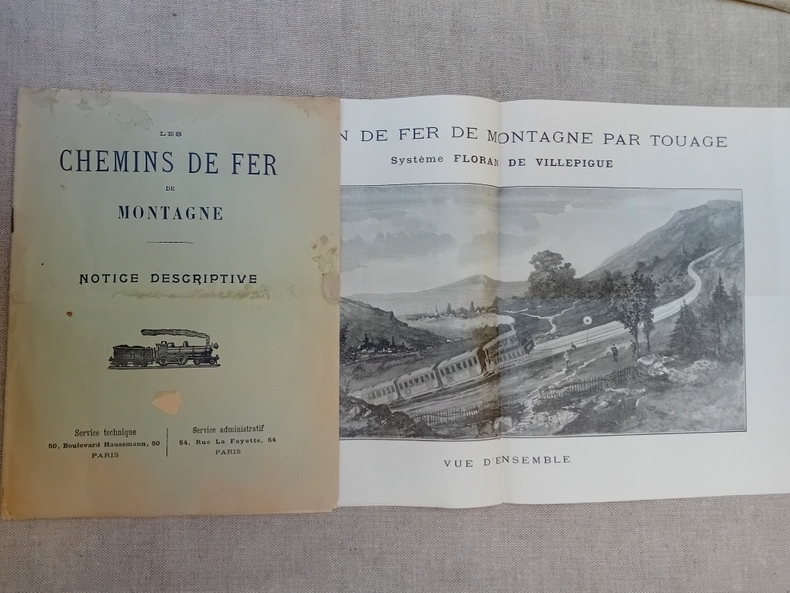 LES
CHEMINS DE FER
DE
MONTAGNE
NOTICE DESCRIPTIVE
Service technique
50, Boulevard Haussmann, 50
PARIS
Service administratif
54, Rue La Fayette, 54
PARIS
N DE FER DE MONTAGNE PAR TOUAGE
Système FLORAN DE VILLEPIGUE
VUE D'ENSEMBLE